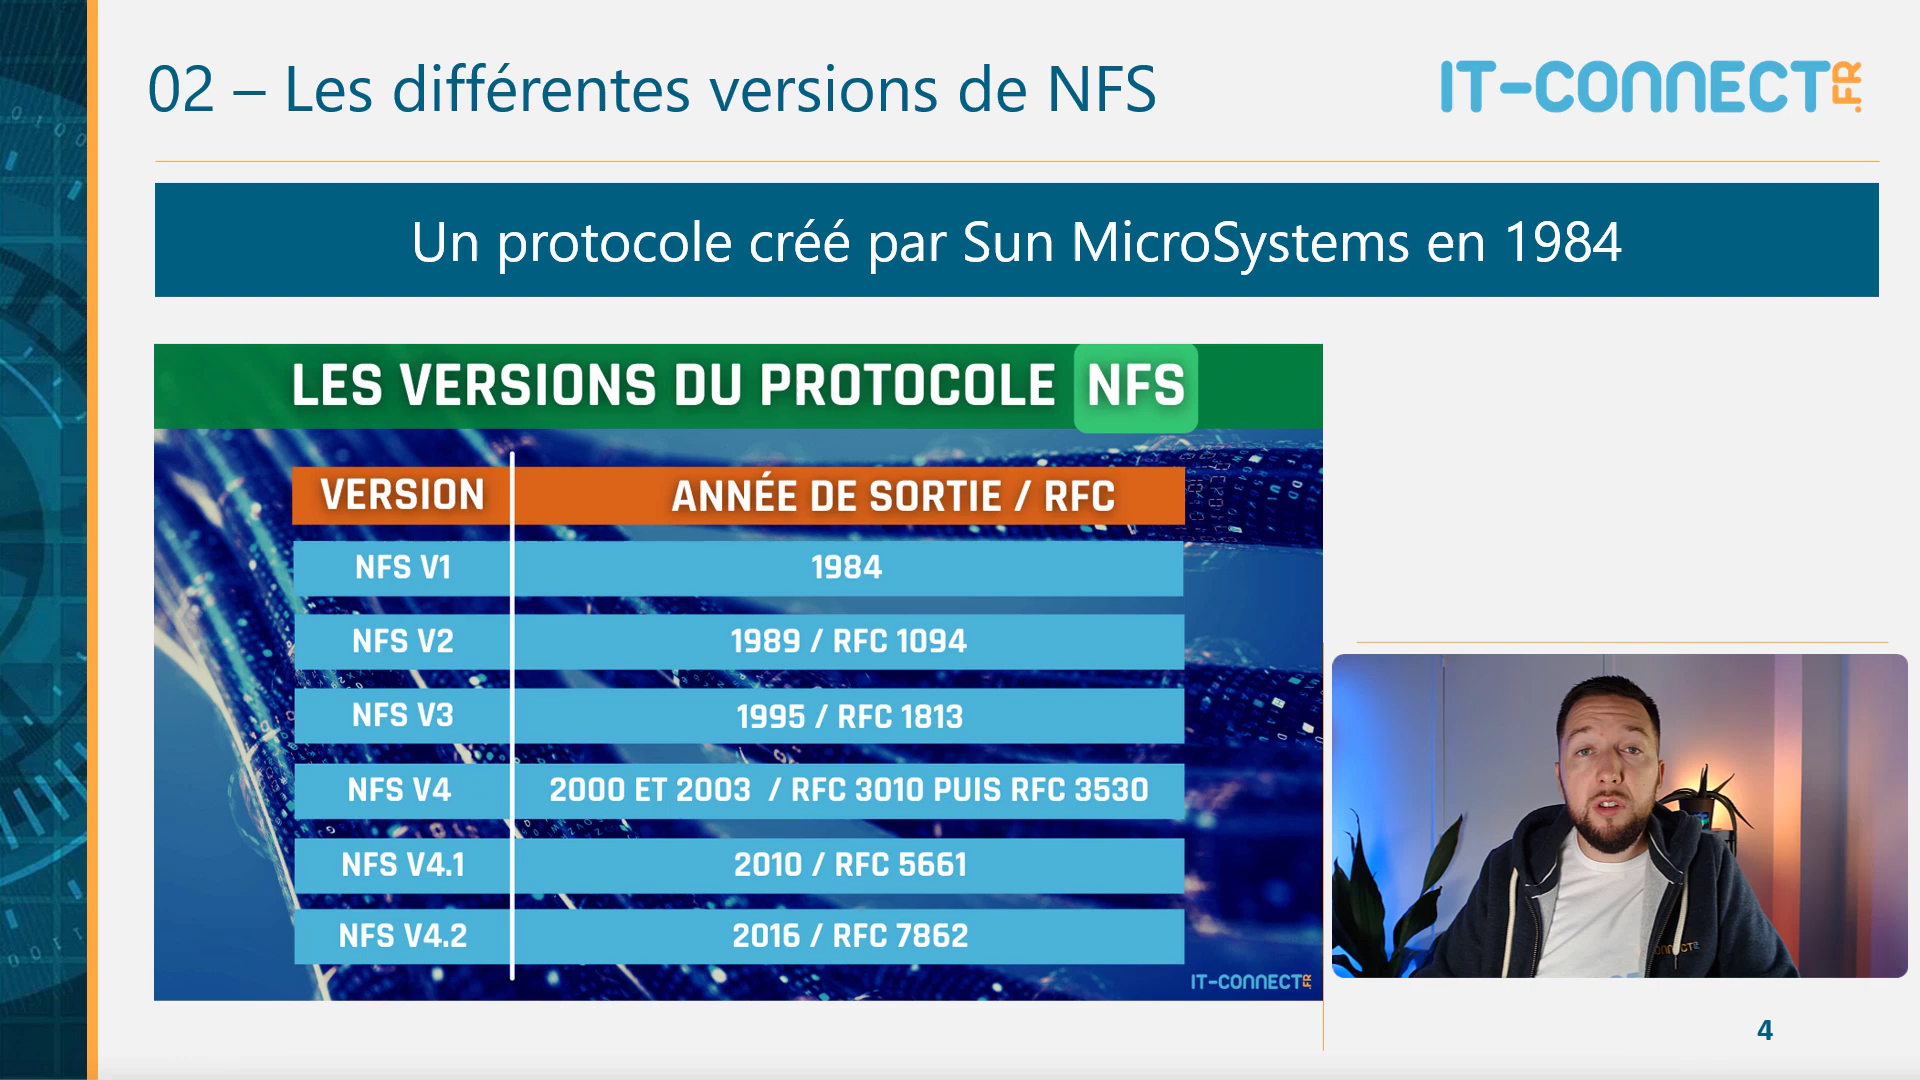 02 – Les différentes versions de NFS
IT-CONNECT.FR
Un protocole créé par Sun MicroSystems en 1984
LES VERSIONS DU PROTOCOLE NFS
VERSION ANNÉE DE SORTIE / RFC
NFS V1 1984
NFS V2 1989 / RFC 1094
NFS V3 1995 / RFC 1813
NFS V4 2000 ET 2003 / RFC 3010 PUIS RFC 3530
NFS V4.1 2010 / RFC 5661
NFS V4.2 2016 / RFC 7862
IT-CONNECT.FR
4